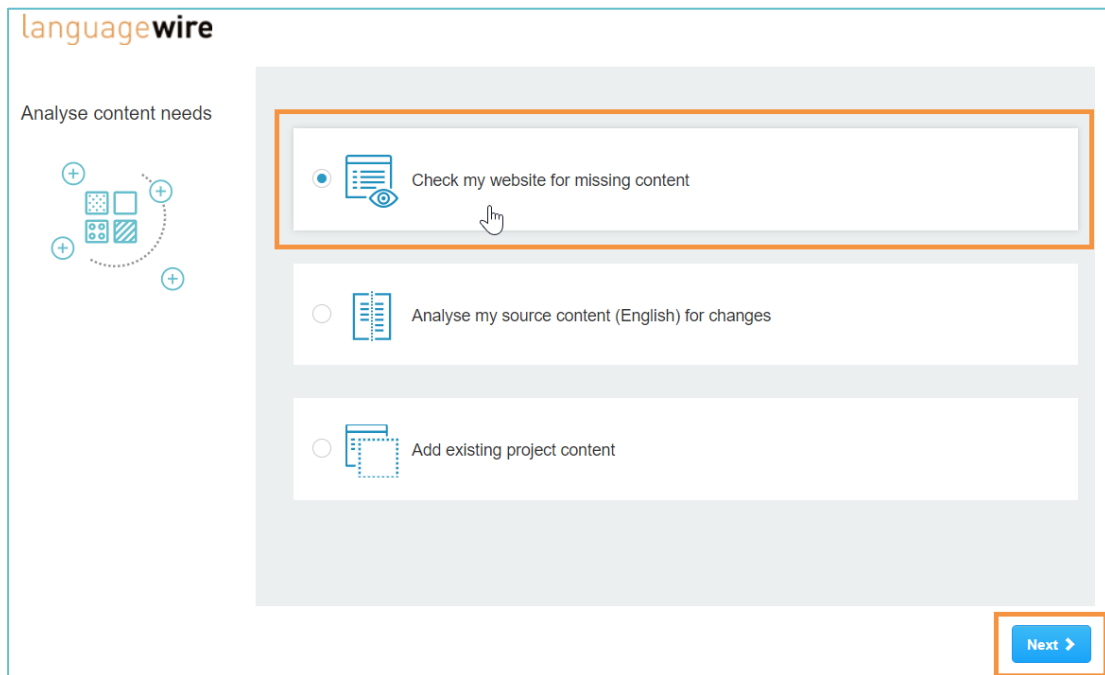 languagewire
Analyse content needs
Check my website for missing content
Analyse my source content (English) for changes
Add existing project content
Next